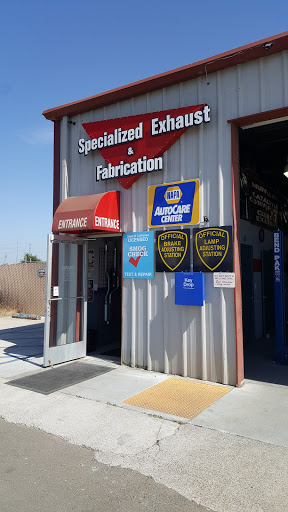 Specialized Exhaust
&
Fabrication
NAPA
AutoCare
CENTER
ENTRANCE
ENTRANCE
SMOG
CHECK
TEST & REPAIR
OFFICIAL
BRAKE
ADJUSTING
STATION
OFFICIAL
LAMP
ADJUSTING
STATION
Key
Drop